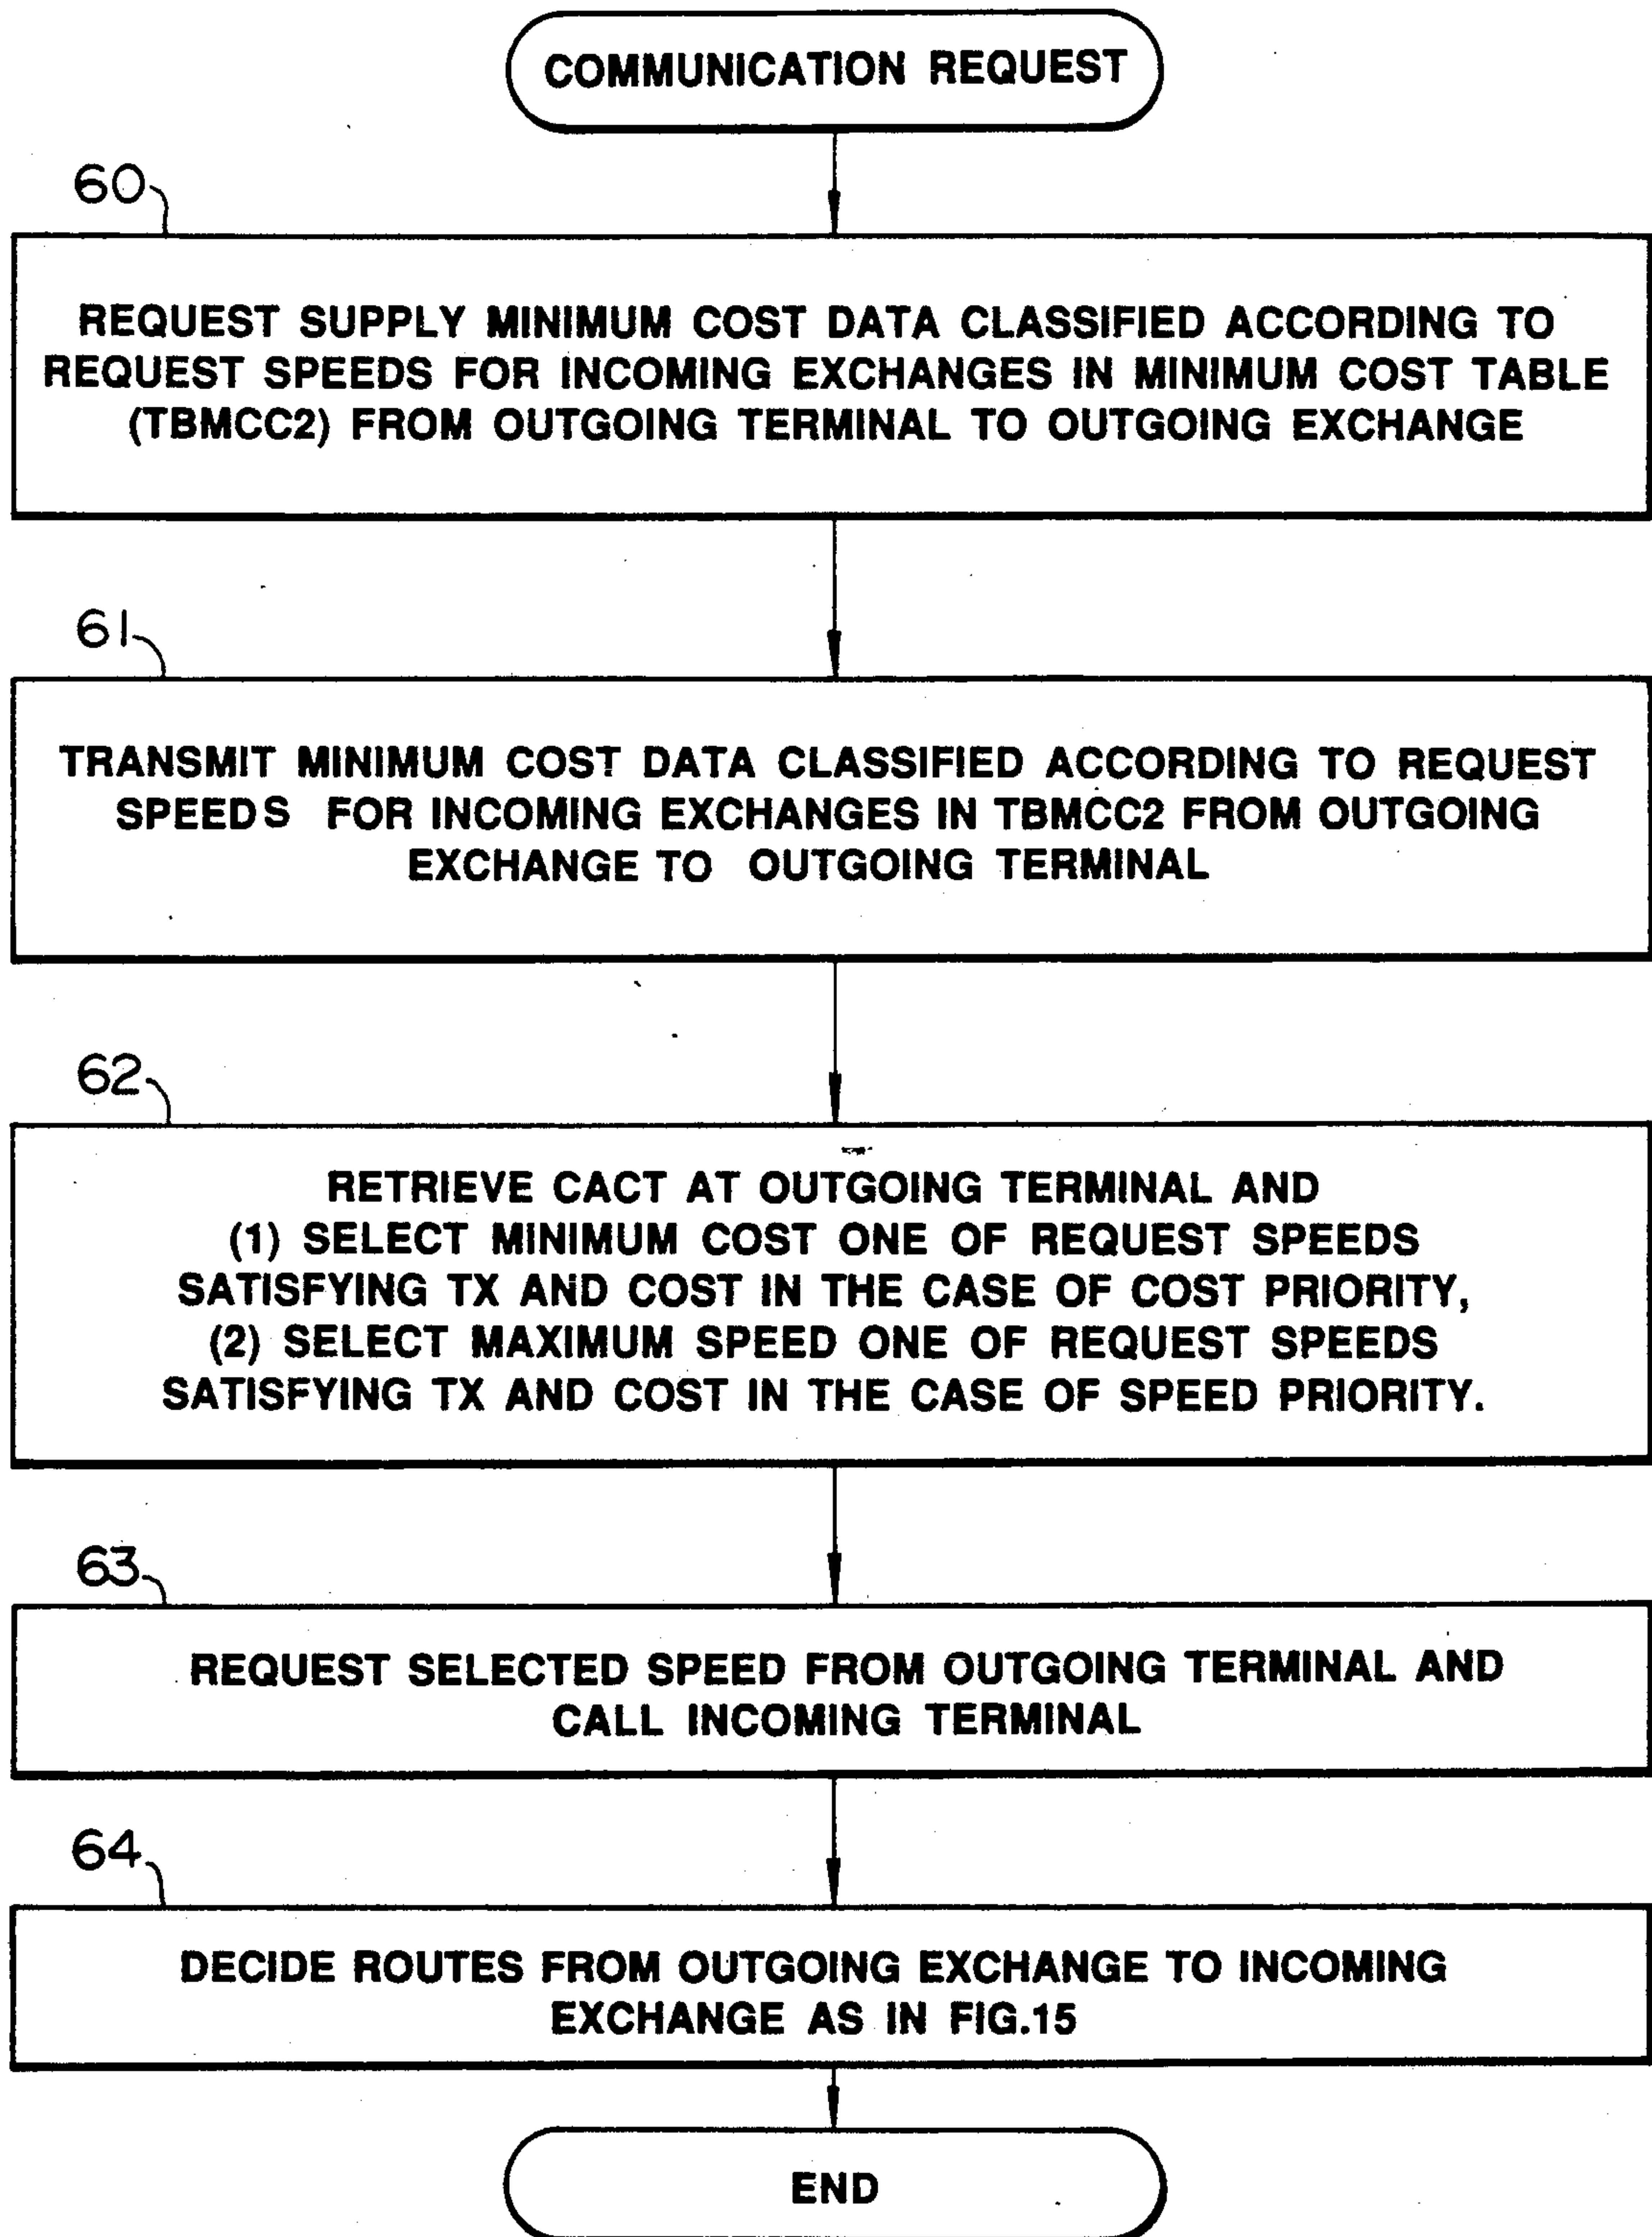 COMMUNICATION REQUEST
60
REQUEST SUPPLY MINIMUM COST DATA CLASSIFIED ACCORDING TO
REQUEST SPEEDS FOR INCOMING EXCHANGES IN MINIMUM COST TABLE
(TBMCC2) FROM OUTGOING TERMINAL TO OUTGOING EXCHANGE
61
TRANSMIT MINIMUM COST DATA CLASSIFIED ACCORDING TO REQUEST
SPEEDS FOR INCOMING EXCHANGES IN TBMCC2 FROM OUTGOING
EXCHANGE TO OUTGOING TERMINAL
62
RETRIEVE CACT AT OUTGOING TERMINAL AND
(1) SELECT MINIMUM COST ONE OF REQUEST SPEEDS
SATISFYING TX AND COST IN THE CASE OF COST PRIORITY,
(2) SELECT MAXIMUM SPEED ONE OF REQUEST SPEEDS
SATISFYING TX AND COST IN THE CASE OF SPEED PRIORITY.
63
REQUEST SELECTED SPEED FROM OUTGOING TERMINAL AND
CALL INCOMING TERMINAL
64
DECIDE ROUTES FROM OUTGOING EXCHANGE TO INCOMING
EXCHANGE AS IN FIG.15
END